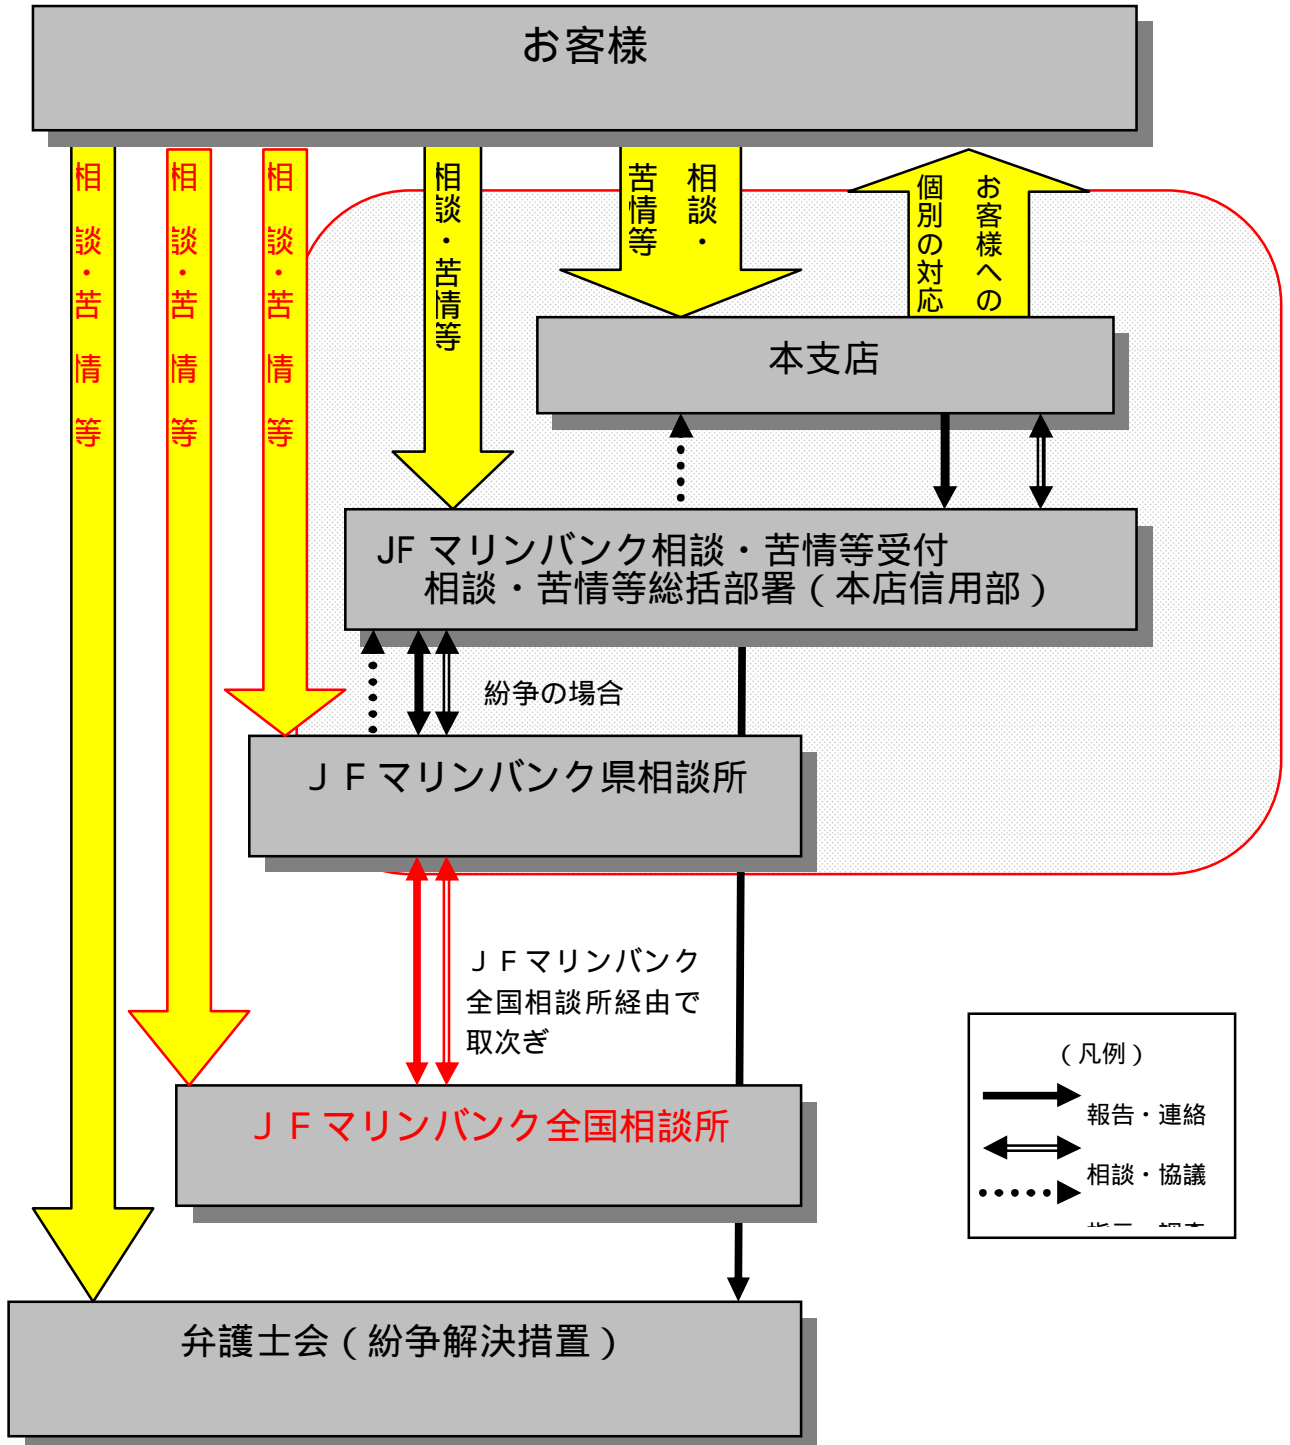 お客様
相談・苦情等
相談・苦情等
相談・苦情等
相談・苦情等
相談・
苦情等
お客様への
個別の対応
本支店
JFマリンバンク相談・苦情等受付
相談・苦情等総括部署(本店信用部)
紛争の場合
JFマリンバンク県相談所
JFマリンバンク
全国相談所経由で
取次ぎ
JFマリンバンク全国相談所
弁護士会(紛争解決措置)
(凡例)
報告・連絡
相談・協議